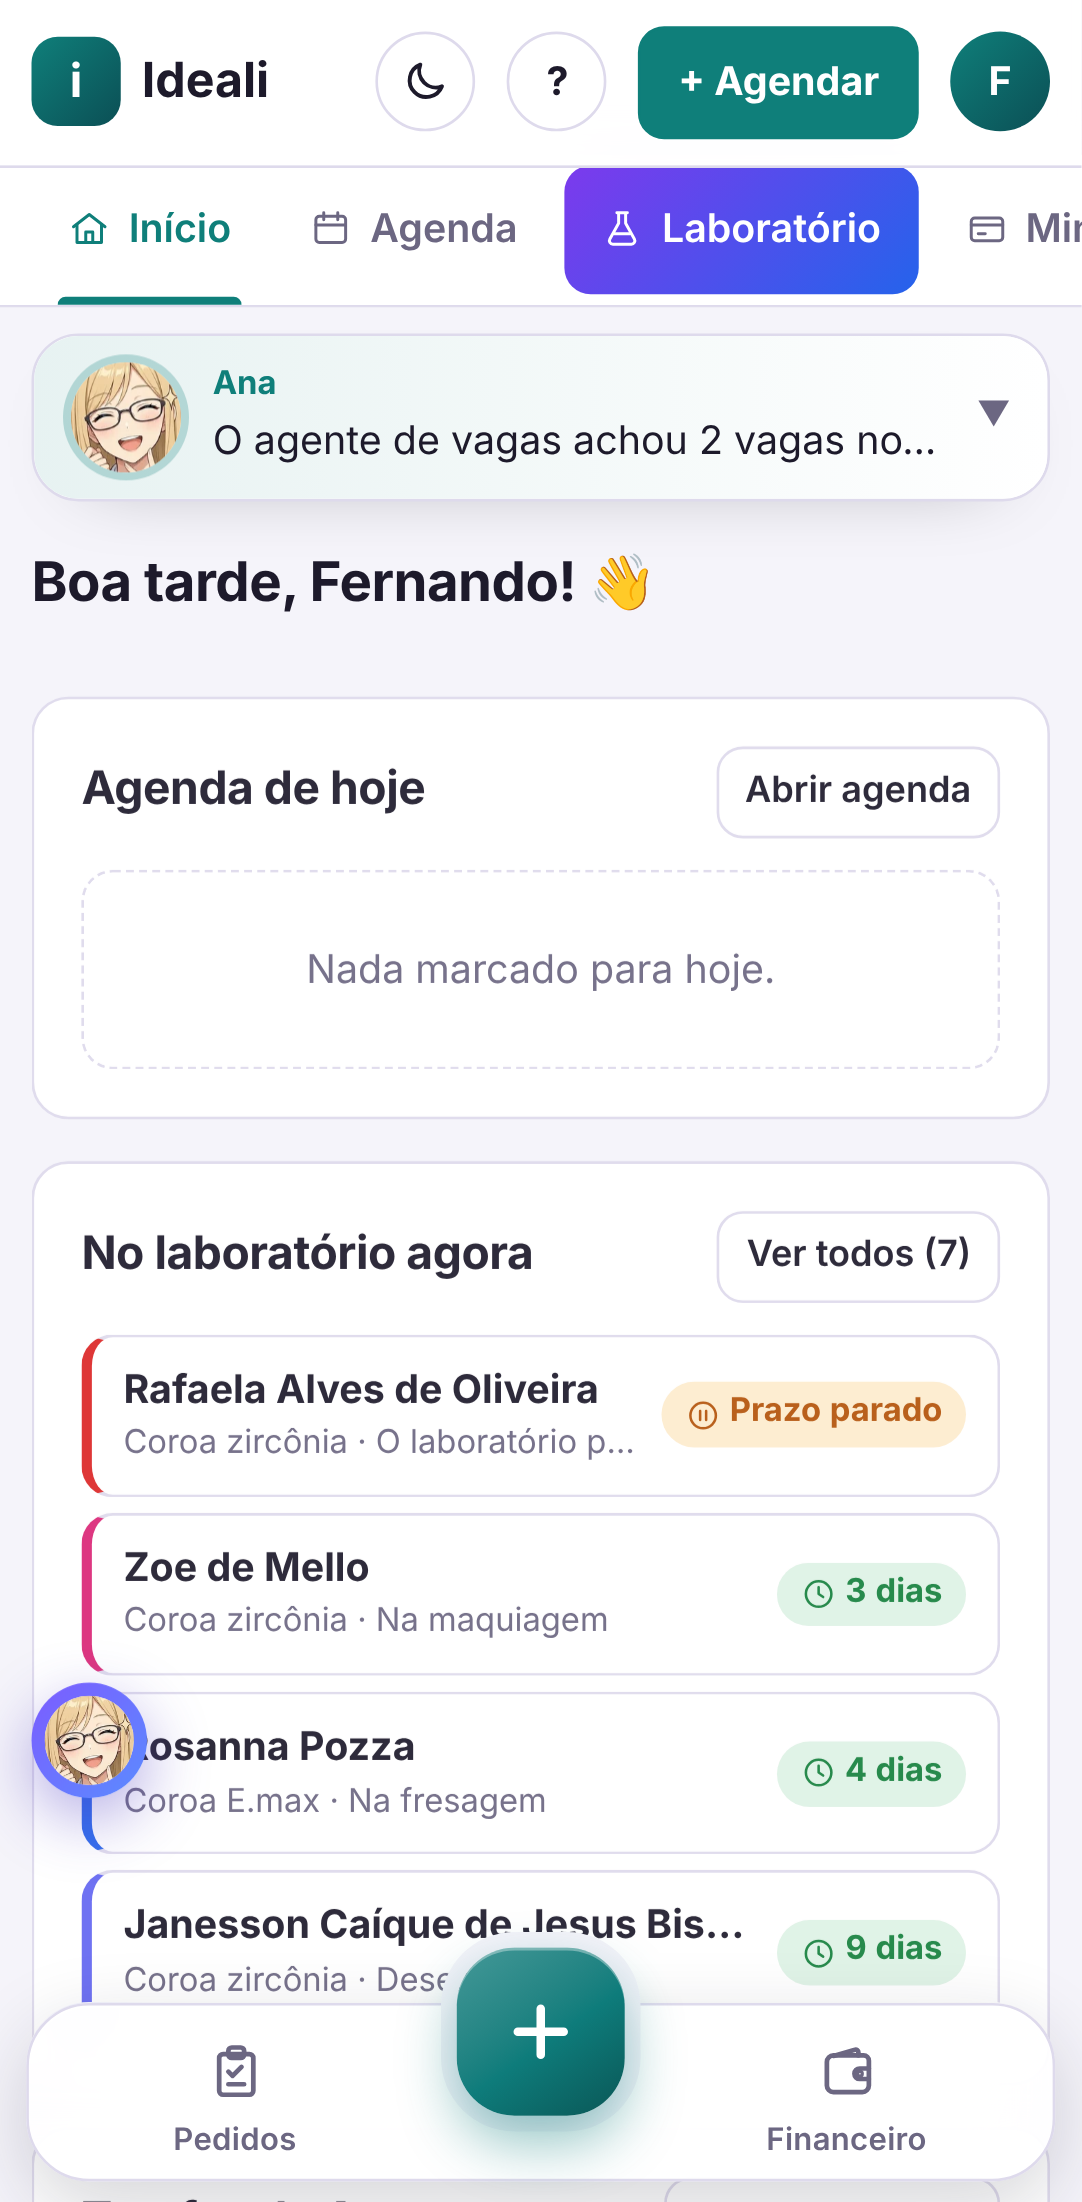 i Ideali ? + Agendar F
Início Agenda Laboratório
Ana
O agente de vagas achou 2 vagas no...
Boa tarde, Fernando! 👋
Agenda de hoje Abrir agenda
Nada marcado para hoje.
No laboratório agora Ver todos (7)
Rafaela Alves de Oliveira
Coroa zircônia · O laboratório p... Prazo parado
Zoe de Mello
Coroa zircônia · Na maquiagem 3 dias
Pozza
Coroa E.max · Na fresagem 4 dias
Janesson Caíque de Jesus Bis...
Coroa zircônia · 9 dias
Pedidos + Financeiro